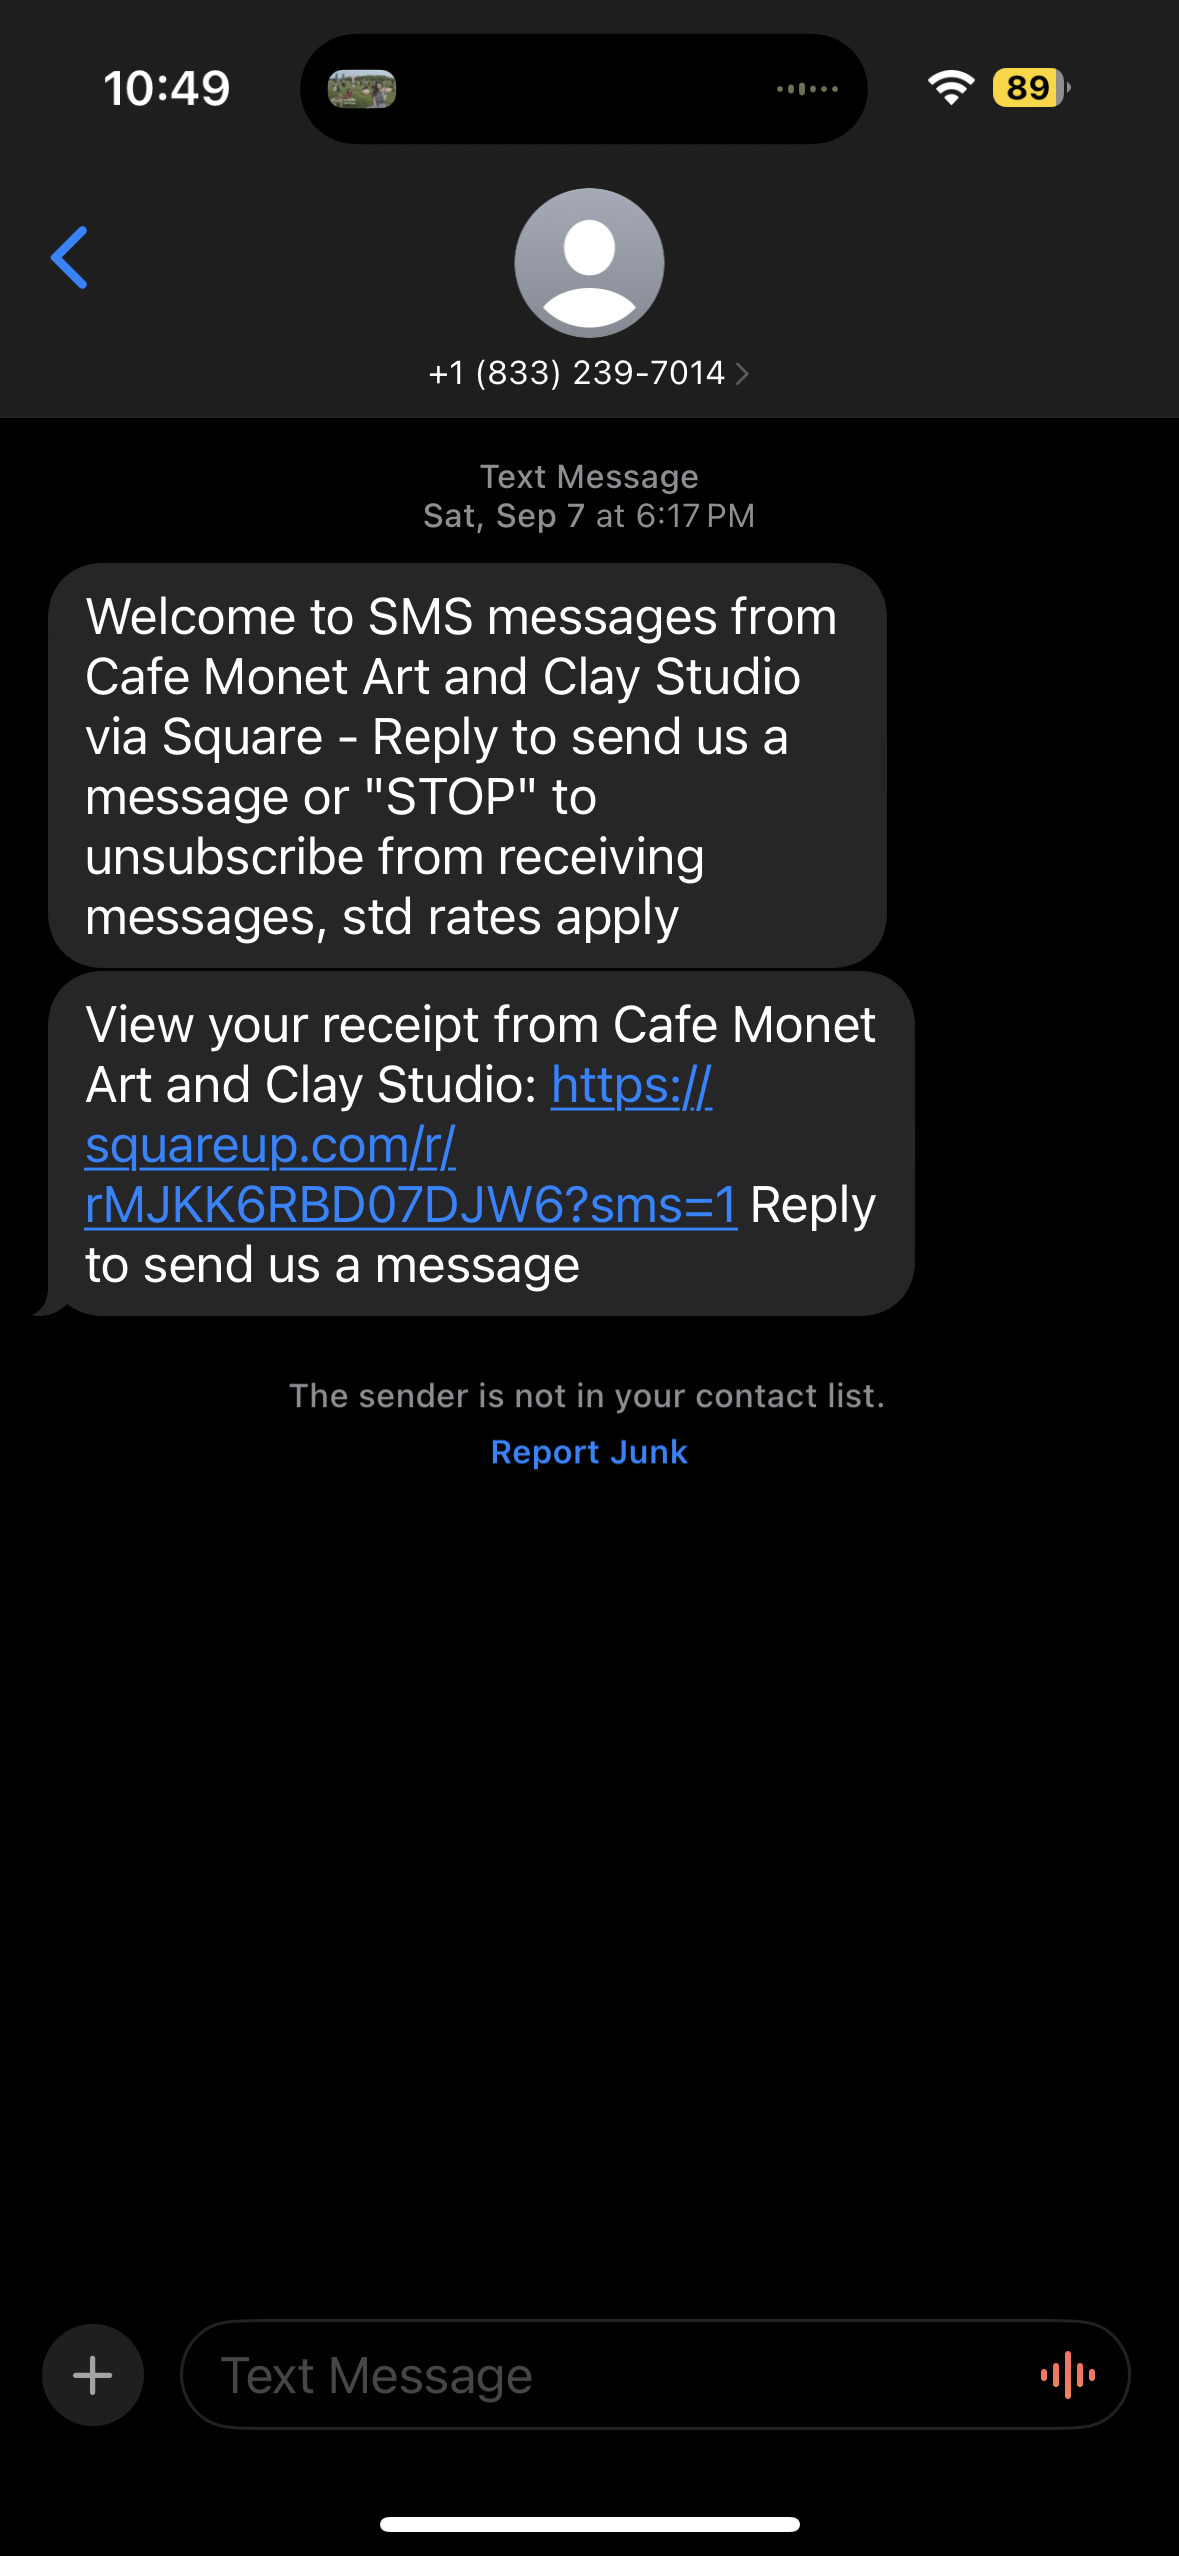 10:49
89
+1 (833) 239-7014
Text Message
Sat, Sep 7 at 6:17 PM
Welcome to SMS messages from
Cafe Monet Art and Clay Studio
via Square - Reply to send us a
message or "STOP" to
unsubscribe from receiving
messages, std rates apply
View your receipt from Cafe Monet
Art and Clay Studio: https://
squareup.com/r/
rMJKK6RBD07DJW6?sms=1 Reply
to send us a message
The sender is not in your contact list.
Report Junk
Text Message